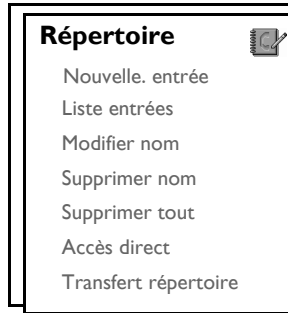 Répertoire
Nouvelle. entrée
Liste entrées
Modifier nom
Supprimer nom
Supprimer tout
Accès direct
Transfert répertoire